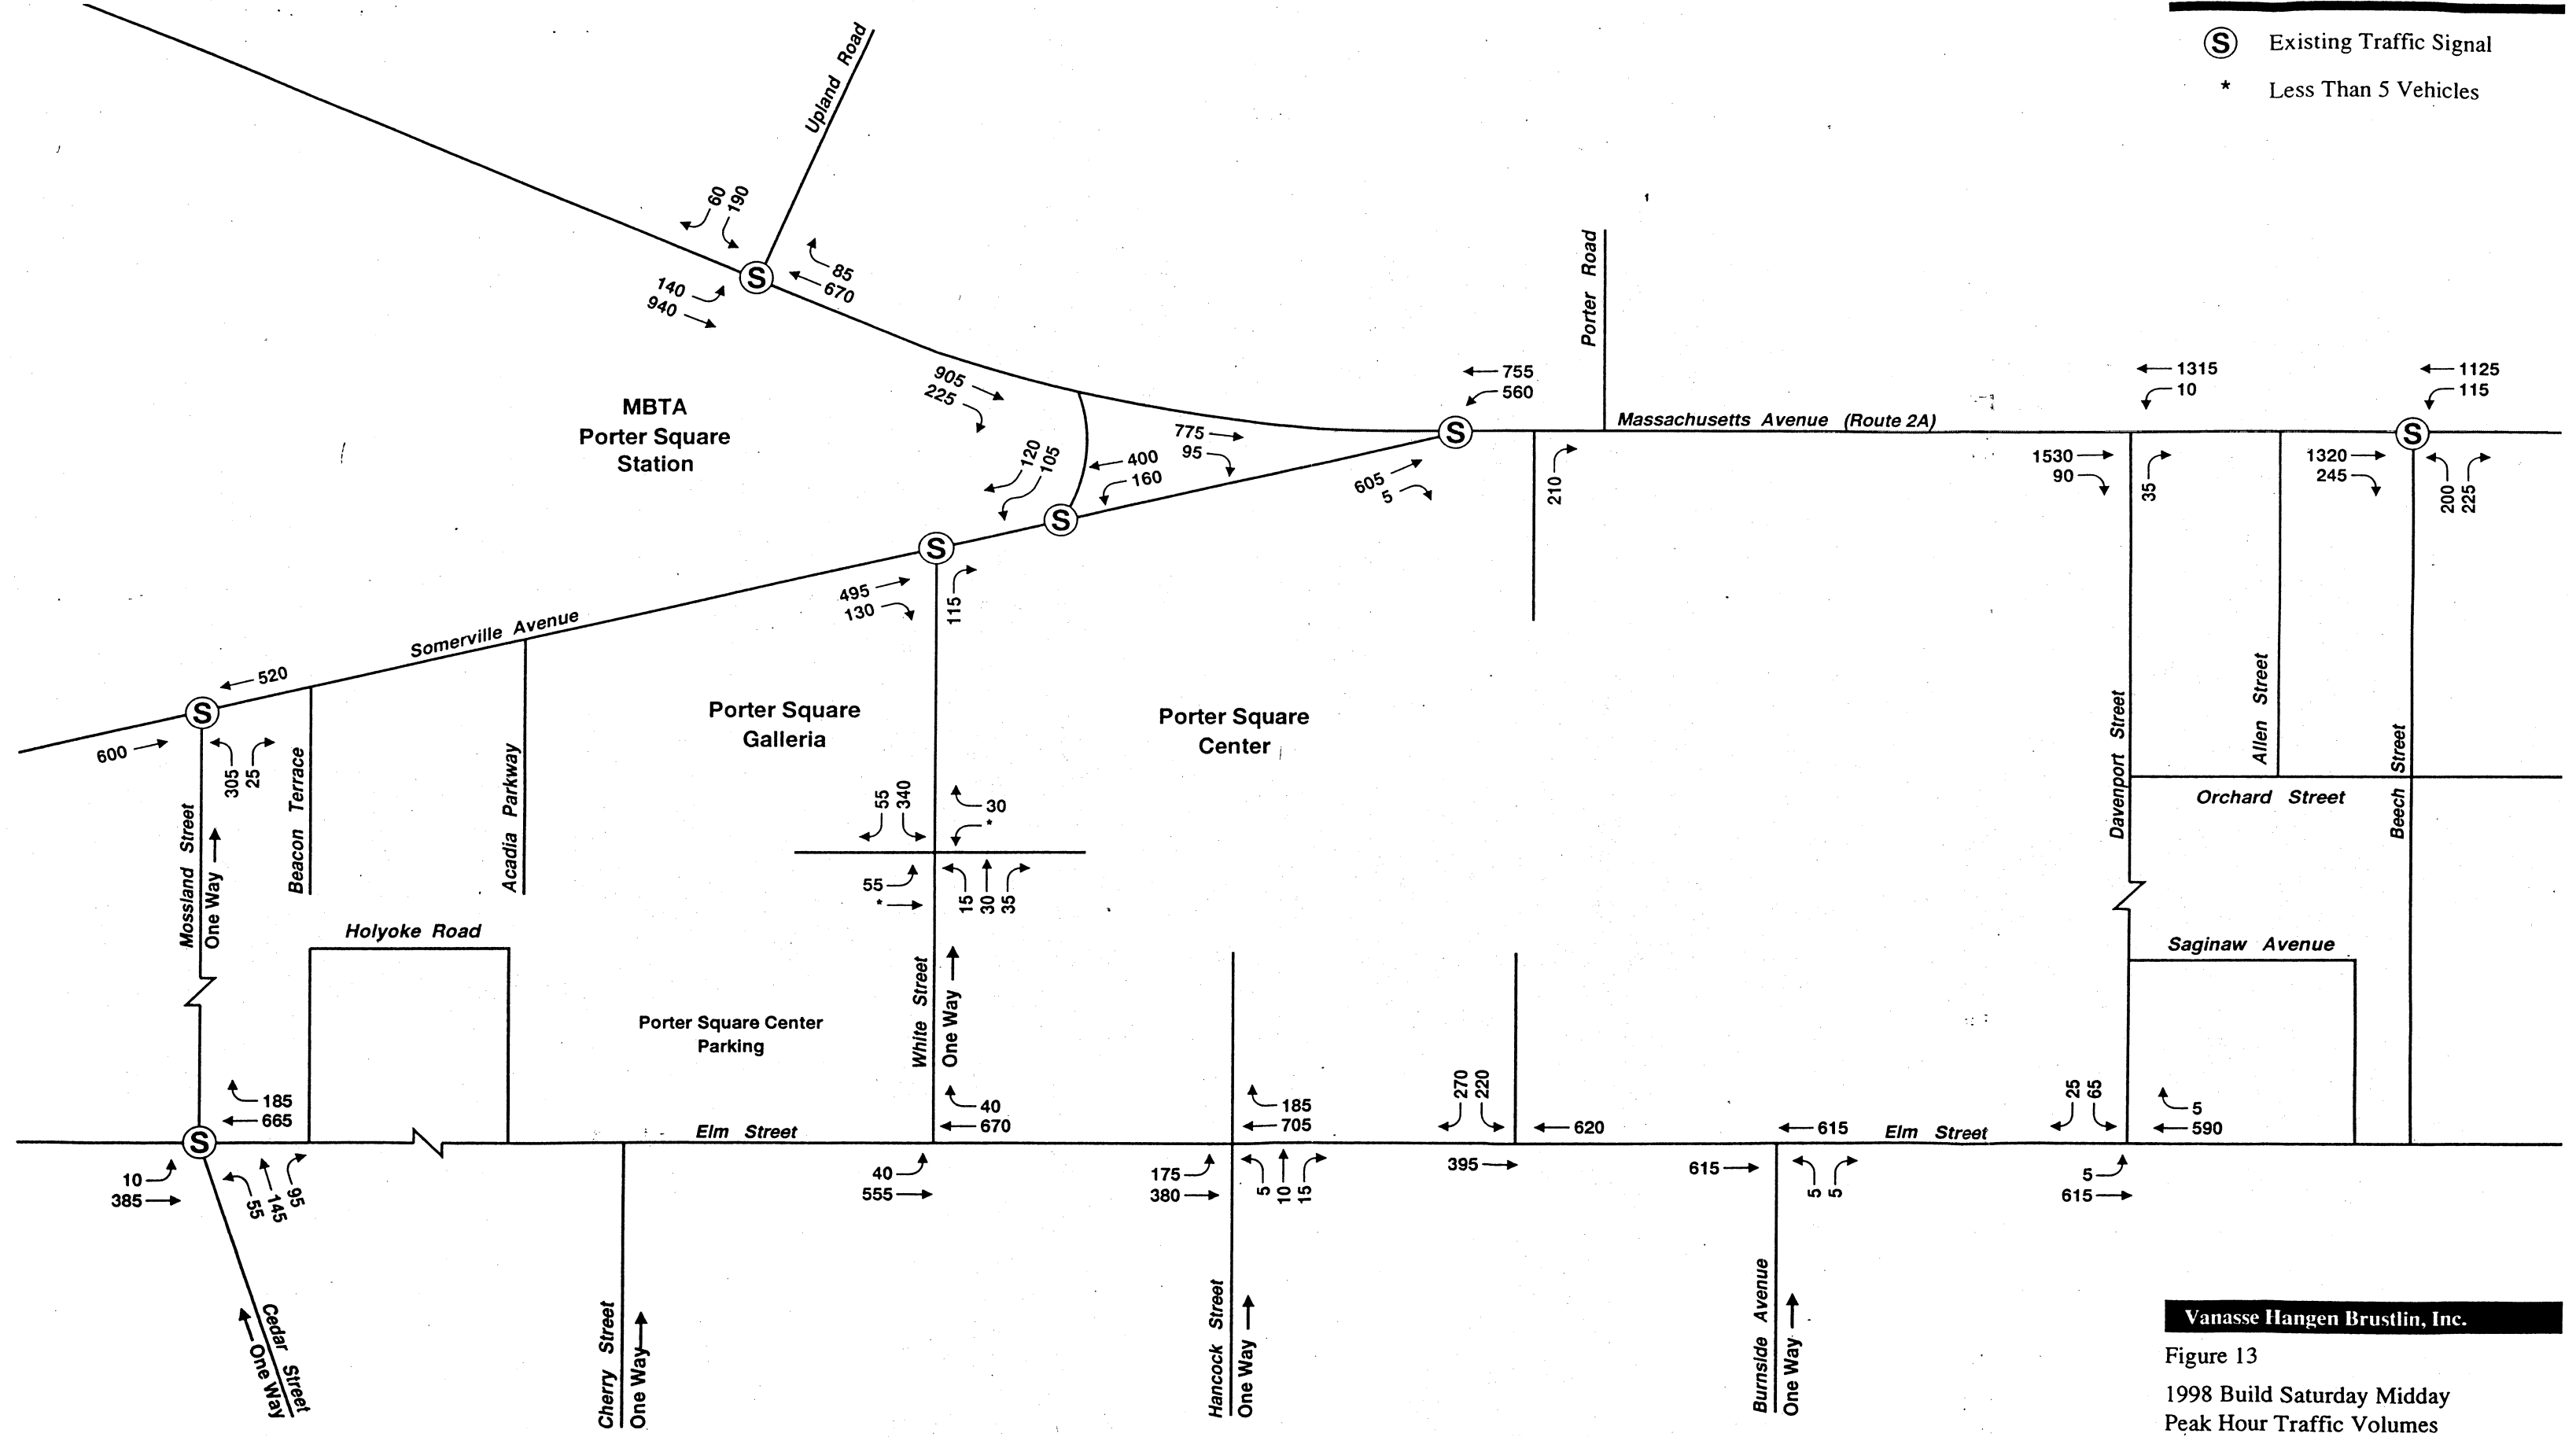 Ⓢ Existing Traffic Signal
* Less Than 5 Vehicles
Upland Road
60
190
85
670
140
940
MBTA
Porter Square
Station
905
225
120
105
400
160
775
95
605
5
755
560
210
Porter Road
Massachusetts Avenue (Route 2A)
1315
10
1530
90
35
1125
115
1320
245
200
225
S
S
S
S
S
S
S
495
130
115
Somerville Avenue
520
600
305
25
Mossland Street
One Way
Beacon Terrace
Acadia Parkway
Porter Square
Galleria
Porter Square
Center
55
340
30
*
55
*
15
30
35
Davenport Street
Allen Street
Orchard Street
Beech Street
Holyoke Road
Saginaw Avenue
Porter Square Center
Parking
White Street
One Way
185
665
10
385
55
145
95
Elm Street
40
670
40
555
185
705
175
380
5
10
15
270
220
620
395
615
615
5
5
Elm Street
25
65
5
590
5
615
Cedar Street
One Way
Cherry Street
One Way
Hancock Street
One Way
Burnside Avenue
One Way
Vanasse Hangen Brustlin, Inc.
Figure 13
1998 Build Saturday Midday
Peak Hour Traffic Volumes